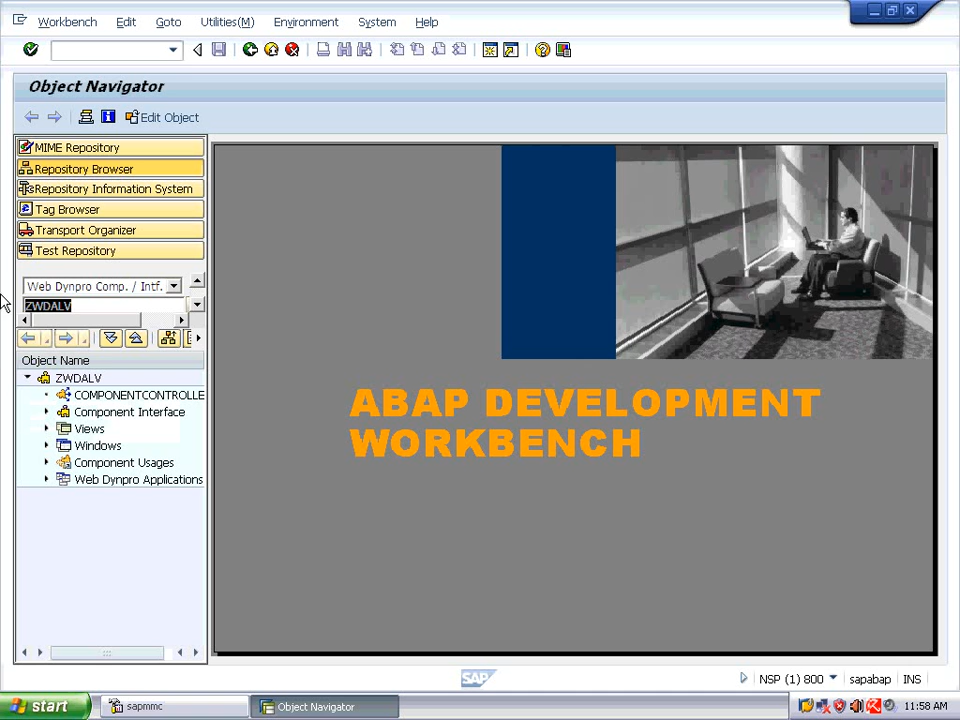 Workbench Edit Goto Utilities(M) Environment System Help
Object Navigator
Edit Object
MIME Repository
Repository Browser
Repository Information System
Tag Browser
Transport Organizer
Test Repository
Web Dynpro Comp. / Intf.
ZWDALV
Object Name
ZWDALV
COMPONENTCONTROLLE
Component Interface
Views
Windows
Component Usages
Web Dynpro Applications
ABAP DEVELOPMENT
WORKBENCH
SAP
NSP (1) 800 sapabap INS
start sapmmc Object Navigator 11:58 AM